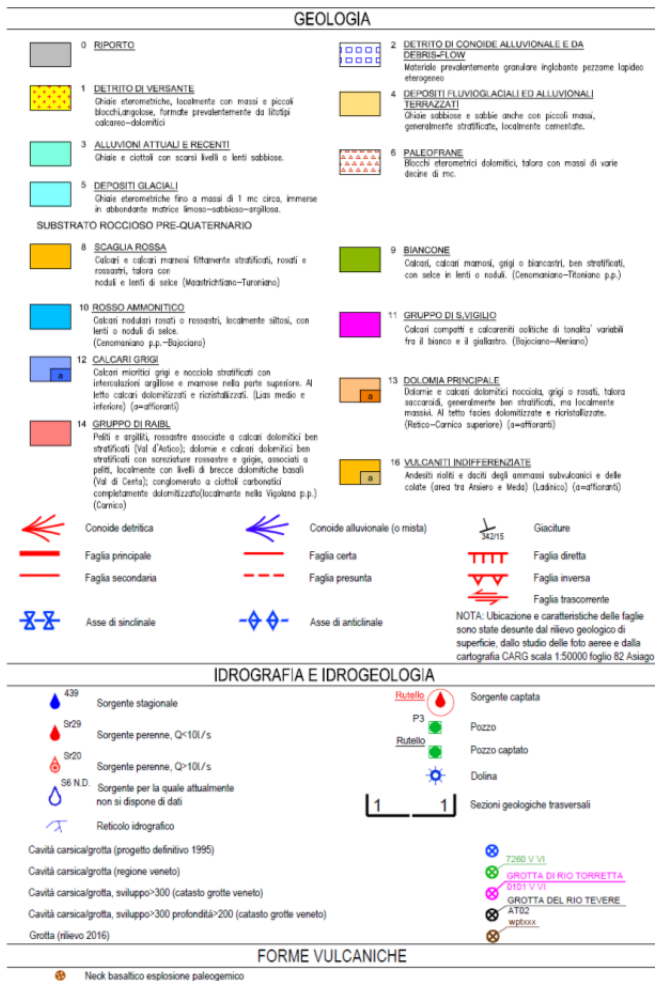 GEOLOGIA
0 RIPORTO
2 DETRITO DI CONOIDE ALLUVIONALE E DA
DEBRIS-FLOW
Materiale prevalentemente granulare inglobante pezzame lapideo
eterogeneo
1 DETRITO DI VERSANTE
Ghiaie eterometriche, localmente con massi e piccoli
blocchi,angolose, formate prevalentemente da litotipi
calcareo-dolomitici
4 DEPOSITI FLUVIOGLACIALI ED ALLUVIONALI
TERRAZZATI
Ghiaie sabbiose e sabbie anche con piccoli massi,
generalmente stratificate, localmente cementate.
3 ALLUVIONI ATTUALI E RECENTI
Ghiaie e ciottoli con scarsi livelli o lenti sabbiose.
6 PALEOFRANE
Blocchi eterometrici dolomitici, talora con massi di varie
decine di mc.
5 DEPOSITI GLACIALI
Ghiaie eterometriche fino a massi di 1 mc circa, immerse
in abbondante matrice limoso-sabbioso-argillosa.
SUBSTRATO ROCCIOSO PRE-QUATERNARIO
8 SCAGLIA ROSSA
Calcari e calcari marnosi fittamente stratificati, rosati e
rossastri, talora con
noduli e lenti di selce (Maastrichtiano-Turoniano)
9 BIANCONE
Calcari, calcari marnosi, grigi o biancastri, ben stratificati,
con selce in lenti o noduli. (Cenomaniano-Titoniano p.p.)
10 ROSSO AMMONITICO
Calcari nodulari rosati o rossastri, localmente siltosi, con
lenti o noduli di selce.
(Cenomaniano p.p.-Bajociano)
11 GRUPPO DI S.VIGILIO
Calcari compatti e calcareniti oolitiche di tonalita' variabili
fra il bianco e il giallastro. (Bajociano-Aleniano)
12 CALCARI GRIGI
Calcari micritici grigi e nocciola stratificati con
intercalazioni argillose e marnose nella parte superiore. Al
letto calcari dolomitizzati e ricristallizzati. (Lias medio e
inferiore) (a=affioranti)
a
13 DOLOMIA PRINCIPALE
Dolomie e calcari dolomitici nocciola, grigi o rosati, talora
saccaroidi, generalmente ben stratificati, ma localmente
massivi. Al tetto facies dolomitizzate e ricristallizzate.
(Retico-Carnico superiore) (a=affioranti)
a
14 GRUPPO DI RAIBL
Peliti e argilliti, rossastre associate a calcari dolomitici ben
stratificati (Val d'Astico); dolomie e calcari dolomitici ben
stratificati con screziature rossastre e grigie, associati a
peliti, localmente con livelli di brecce dolomitiche basali
(Val di Centa); conglomerato a ciottoli carbonatici
completamente dolomitizzato(localmente nella Vigolana p.p.)
(Carnico)
16 VULCANITI INDIFFERENZIATE
Andesiti rioliti e daciti degli ammassi subvulcanici e delle
colate (area tra Arsiero e Meda) (Ladinico) (a=affioranti)
a
Conoide detritica
Conoide alluvionale (o mista)
342/15
Giaciture
Faglia principale
Faglia certa
Faglia diretta
Faglia secondaria
Faglia presunta
Faglia inversa
Faglia trascorrente
Asse di sinclinale
Asse di anticlinale
NOTA: Ubicazione e caratteristiche delle faglie
sono state desunte dal rilievo geologico di
superficie, dallo studio delle foto aeree e dalla
cartografia CARG scala 1:50000 foglio 82 Asiago
IDROGRAFIA E IDROGEOLOGIA
439
Sorgente stagionale
Rutello
Sorgente captata
Sr29
Sorgente perenne, Q<10l/s
P3
Pozzo
Sr20
Sorgente perenne, Q>10l/s
Rutello
Pozzo captato
S6 N.D.
Sorgente per la quale attualmente
non si dispone di dati
Dolina
Reticolo idrografico
1 1
Sezioni geologiche trasversali
Cavità carsica/grotta (progetto definitivo 1995)
Cavità carsica/grotta (regione veneto)
7260 V VI
Cavità carsica/grotta, sviluppo>300 (catasto grotte veneto)
GROTTA DI RIO TORRETTA
0101 V VI
Cavità carsica/grotta, sviluppo>300 profondità>200 (catasto grotte veneto)
GROTTA DEL RIO TEVERE
AT02
Grotta (rilievo 2016)
wptxxx
FORME VULCANICHE
Neck basaltico esplosione paleogemico